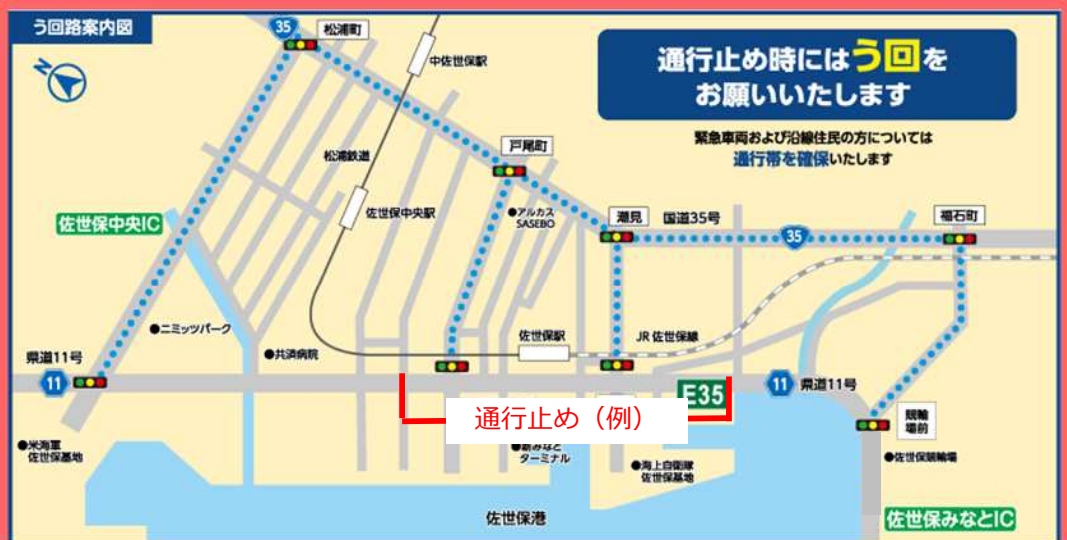 う回路案内図
35
松浦町
N
中佐世保駅
通行止め時にはう回を
お願いいたします
緊急車両および沿線住民の方については
通行帯を確保いたします
松浦鉄道
戸尾町
佐世保中央IC
佐世保中央駅
●アルカス
SASEBO
潮見
国道35号
35
福石町
●ニミッツパーク
佐世保駅
JR佐世保線
●共済病院
県道11号
11
E35
11
県道11号
通行止め（例）
競輪
場前
●米海軍
佐世保基地
●新みなと
ターミナル
●海上自衛隊
佐世保基地
●佐世保競輪場
佐世保港
佐世保みなとIC